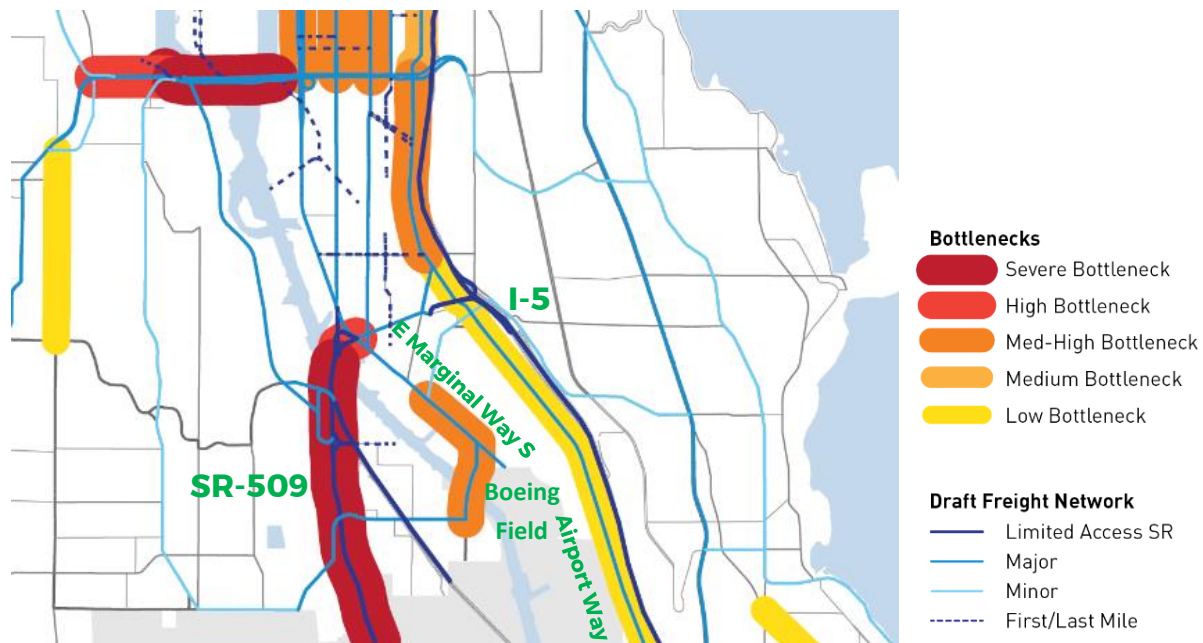 I-5
E Marginal Way S
SR-509
Boeing
Field
Airport Way
Bottlenecks
Severe Bottleneck
High Bottleneck
Med-High Bottleneck
Medium Bottleneck
Low Bottleneck
Draft Freight Network
Limited Access SR
Major
Minor
First/Last Mile